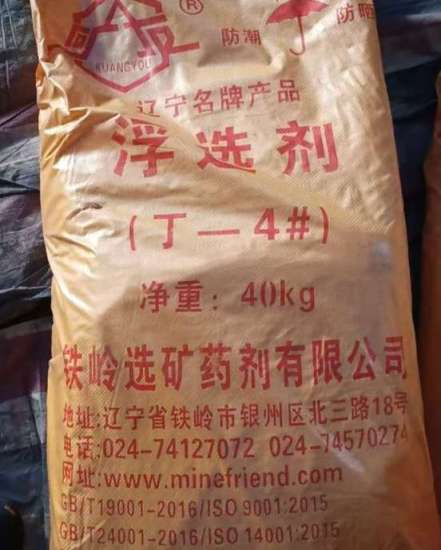 KUANGYOU
®
防潮
防晒
辽宁名牌产品
浮选剂
(丁—4#)
净重：40kg
铁岭选矿药剂有限公司
地址:辽宁省铁岭市银州区北三路18号
电话:024-74127072 024-74570274
网址:www.minefriend.com
GB/T19001-2016/ISO 9001:2015
GB/T24001-2016/ISO 14001:2015